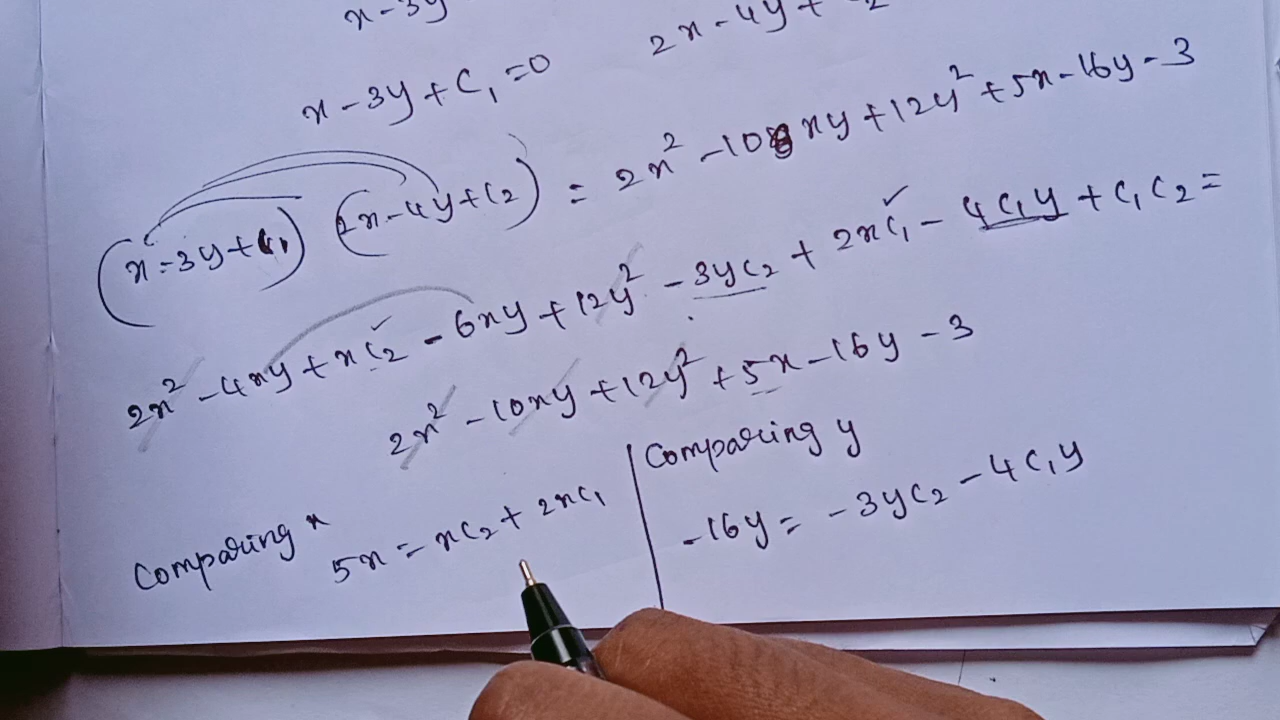 x - 3y
x - 3y + C₁ = 0
2x - 4y +
(x - 3y + C₁) (2x - 4y + C₂) = 2x² - 10xy + 12y² + 5x - 16y - 3
2x² - 4xy + xC₂ - 6xy + 12y² - 3yC₂ + 2xC₁ - 4C₁y + C₁C₂ =
2x² - 10xy + 12y² + 5x - 16y - 3
Comparing x
5x = xC₂ + 2xC₁
Comparing y
-16y = -3yC₂ - 4C₁y